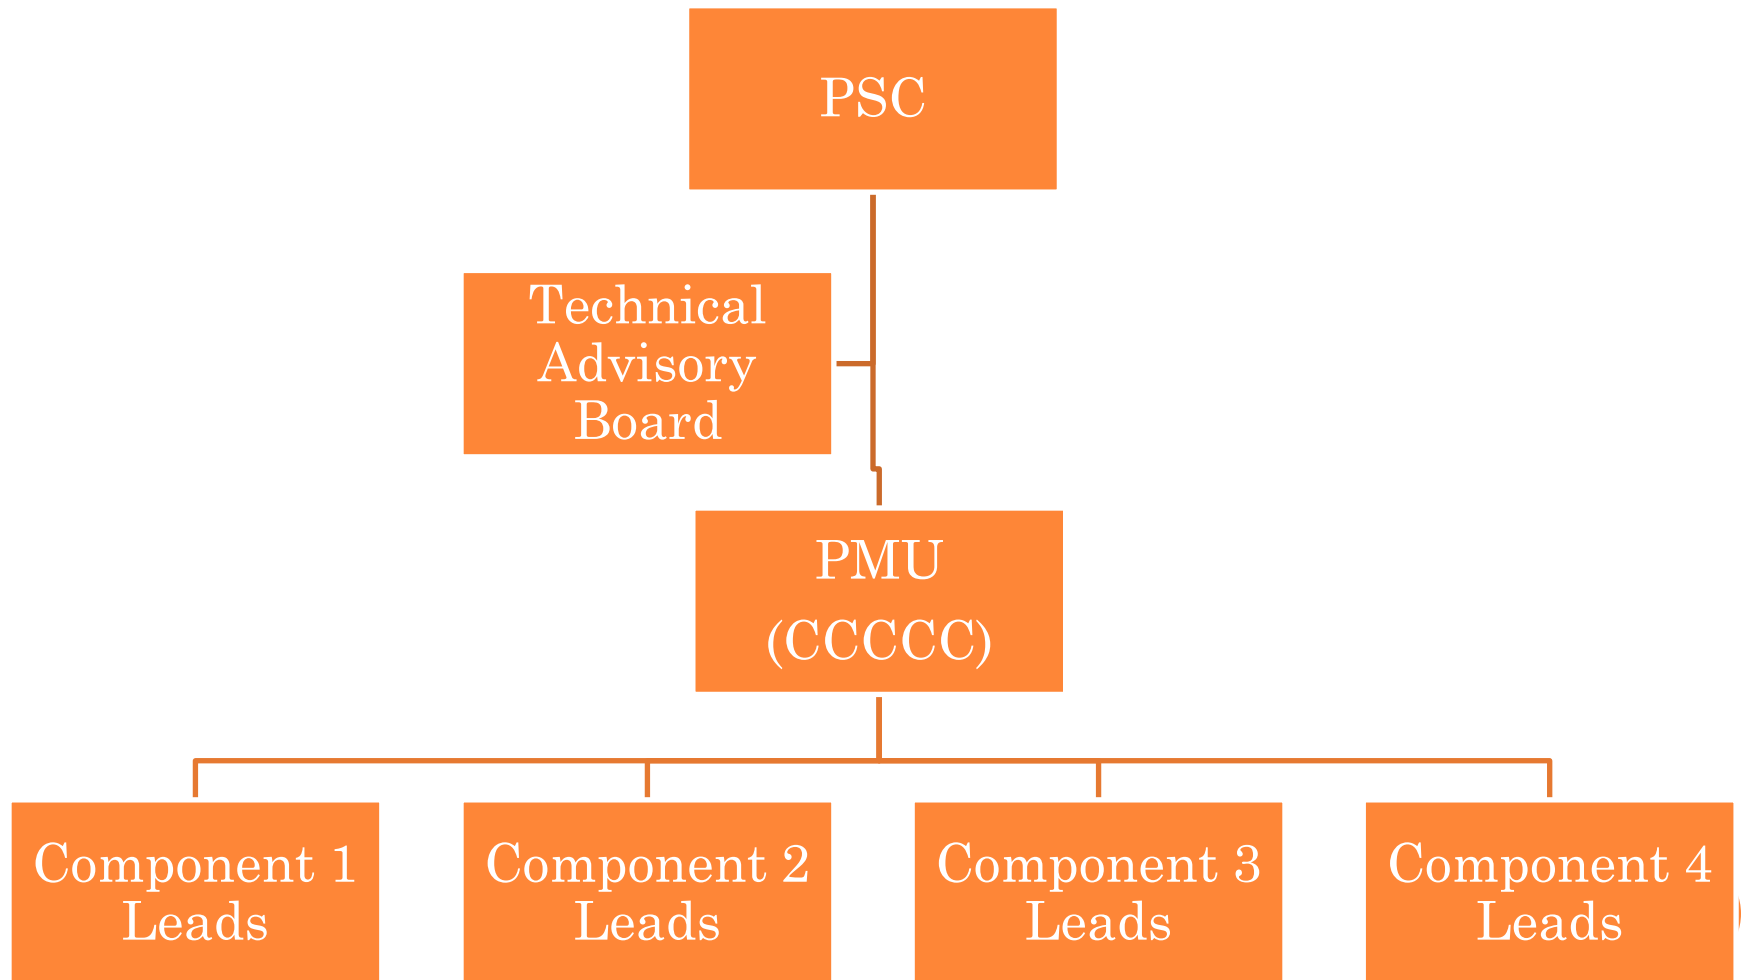 PSC
Technical
Advisory
Board
PMU
(CCCCC)
Component 1
Leads
Component 2
Leads
Component 3
Leads
Component 4
Leads